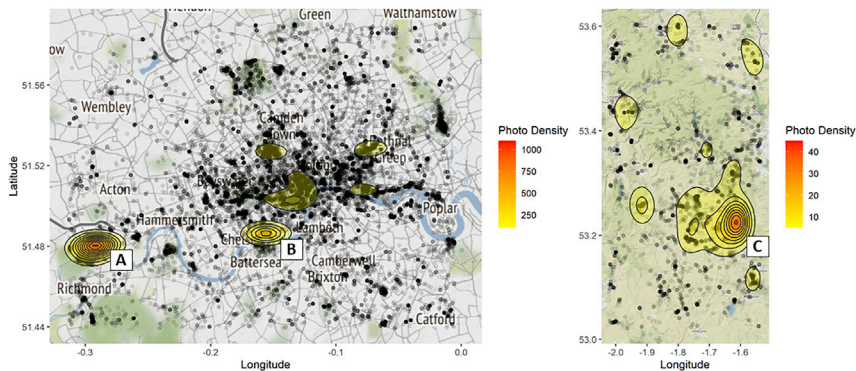 Green
Walthamstow
Wembley
Camden
Town
Green
Acton
Hammersmith
Poplar
Lambeth
Battersea
Camberwell
Brixton
Richmond
Catford
A
B
51.56
51.52
51.48
51.44
Latitude
-0.3
-0.2
-0.1
0.0
Longitude
Photo Density
1000
750
500
250
53.6
53.4
53.2
53.0
Latitude
-2.0
-1.9
-1.8
-1.7
-1.6
Longitude
C
Photo Density
40
30
20
10